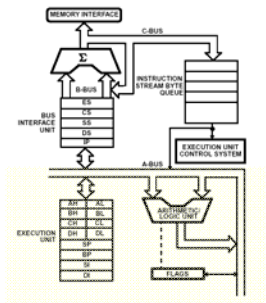 MEMORY INTERFACE
C-BUS
Σ
B-BUS
INSTRUCTION
STREAM BYTE
QUEUE
ES
CS
SS
DS
IP
BUS
INTERFACE
UNIT
EXECUTION UNIT
CONTROL SYSTEM
A-BUS
AH AL
BH BL
CH CL
DH DL
SP
BP
SI
DI
EXECUTION
UNIT
ARITHMETIC/
LOGIC UNIT
FLAGS